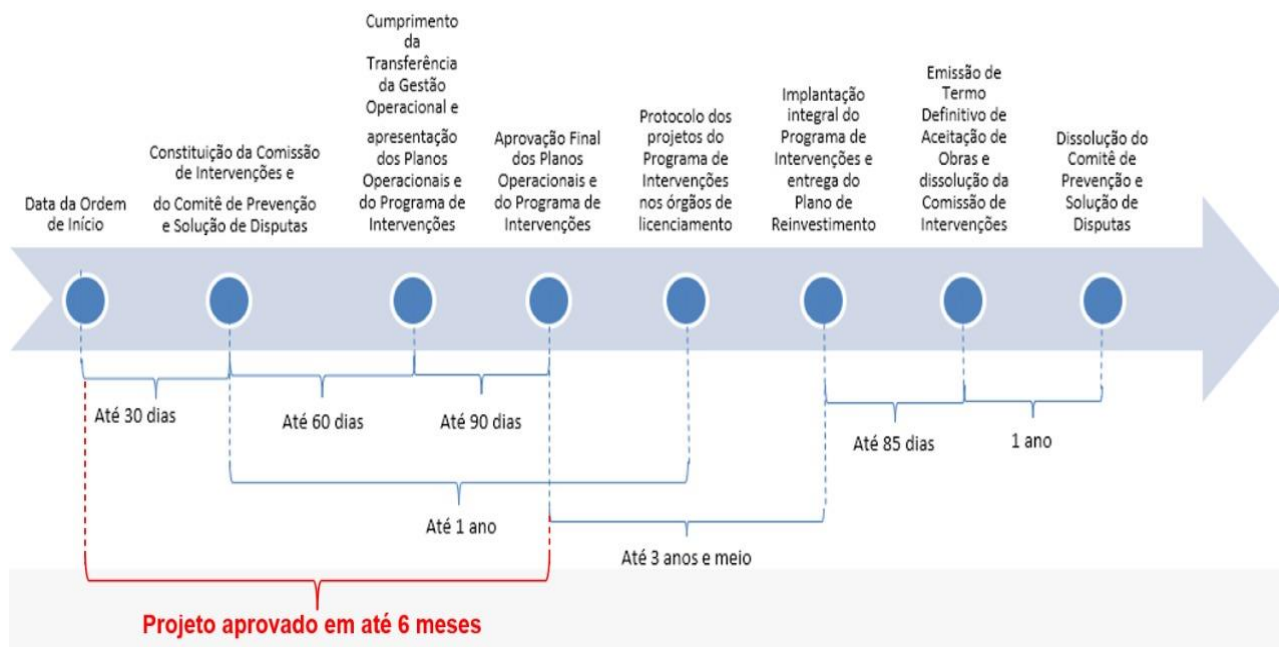 Data da Ordem
de Início
Constituição da Comissão
de Intervenções e
do Comitê de Prevenção
e Solução de Disputas
Cumprimento
da
Transferência
da Gestão
Operacional e
apresentação
dos Planos
Operacionais e
do Programa de
Intervenções
Aprovação Final
dos Planos
Operacionais e
do Programa de
Intervenções
Protocolo dos
projetos do
Programa de
Intervenções
nos órgãos de
licenciamento
Implantação
integral do
Programa de
Intervenções e
entrega do
Plano de
Reinvestimento
Emissão de
Termo
Definitivo de
Aceitação de
Obras e
dissolução da
Comissão de
Intervenções
Dissolução do
Comitê de
Prevenção e
Solução de
Disputas
Até 30 dias
Até 60 dias
Até 90 dias
Até 85 dias
1 ano
Até 1 ano
Até 3 anos e meio
Projeto aprovado em até 6 meses